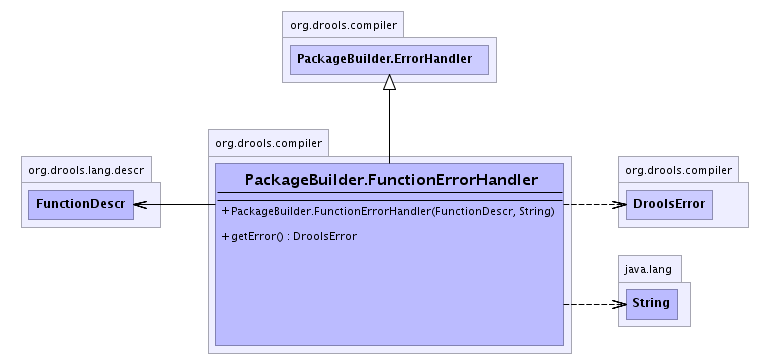 org.drools.compiler
PackageBuilder.ErrorHandler
org.drools.compiler
PackageBuilder.FunctionErrorHandler
+PackageBuilder.FunctionErrorHandler(FunctionDescr, String)
+getError() : DroolsError
org.drools.lang.descr
FunctionDescr
org.drools.compiler
DroolsError
java.lang
String